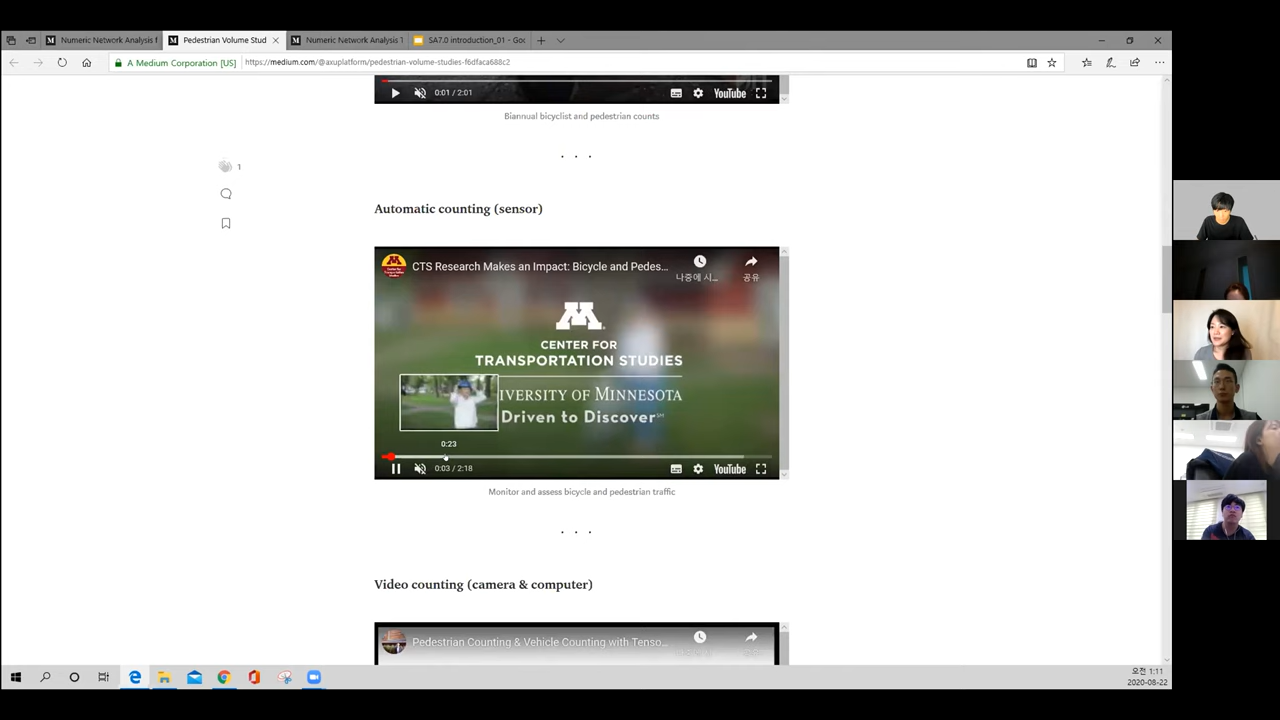 Numeric Network Analysis f
Pedestrian Volume Stud
Numeric Network Analysis T
SA7.0 introduction_01 - Goo
A Medium Corporation [US]
https://medium.com/@axuplatform/pedestrian-volume-studies-f6dfaca688c2
0:01 / 2:01
YouTube
Biannual bicyclist and pedestrian counts
1
Automatic counting (sensor)
CTS Research Makes an Impact: Bicycle and Pedes...
나중에 시...
공유
M
CENTER FOR
TRANSPORTATION STUDIES
IVERSITY OF MINNESOTA
Driven to Discover℠
0:23
0:03 / 2:18
YouTube
Monitor and assess bicycle and pedestrian traffic
Video counting (camera & computer)
Pedestrian Counting & Vehicle Counting with Tenso...
오전 1:11
2020-08-22